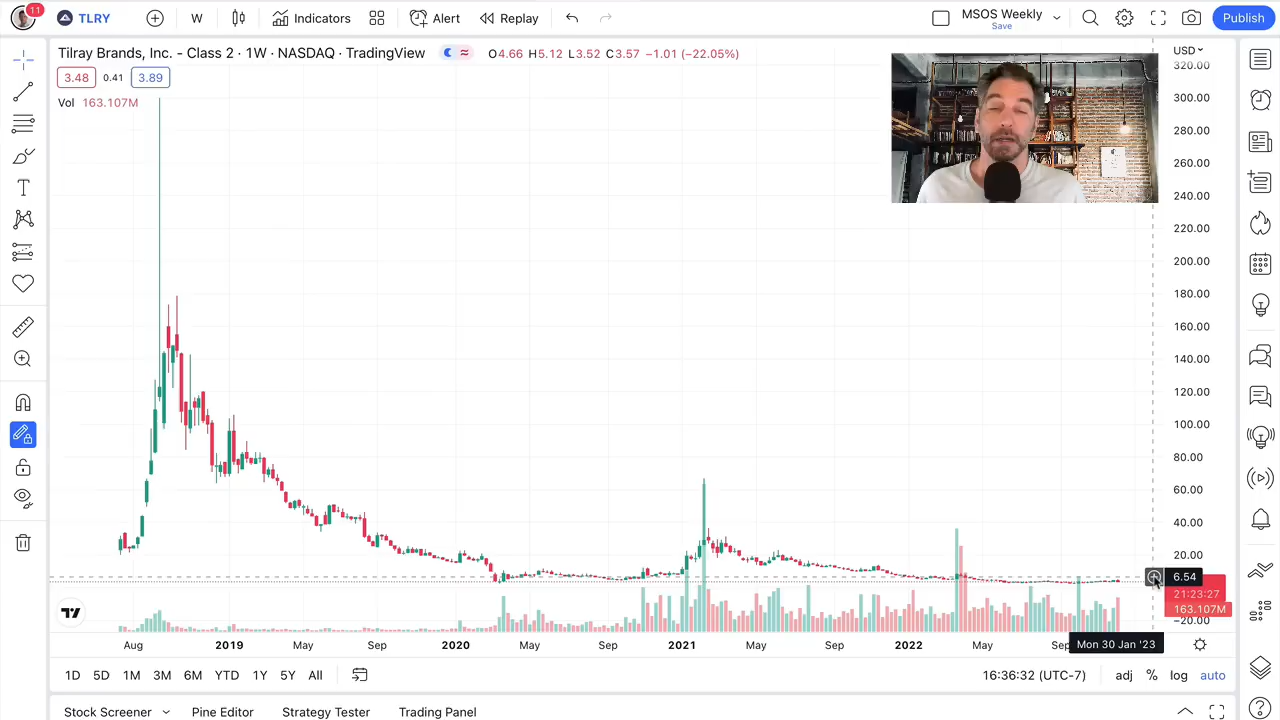 11 TLRY W Indicators Alert Replay MSOS Weekly Save Publish
Tilray Brands, Inc. - Class 2 · 1W · NASDAQ · TradingView O4.66 H5.12 L3.52 C3.57 −1.01 (−22.05%) USD
3.48 0.41 3.89
Vol 163.107M
320.00
300.00
280.00
260.00
240.00
220.00
200.00
180.00
160.00
140.00
120.00
100.00
80.00
60.00
40.00
20.00
6.54
21:23:27
163.107M
−20.00
Aug 2019 May Sep 2020 May Sep 2021 May Sep 2022 May Sep Mon 30 Jan '23
1D 5D 1M 3M 6M YTD 1Y 5Y All 16:36:32 (UTC-7) adj % log auto
Stock Screener Pine Editor Strategy Tester Trading Panel